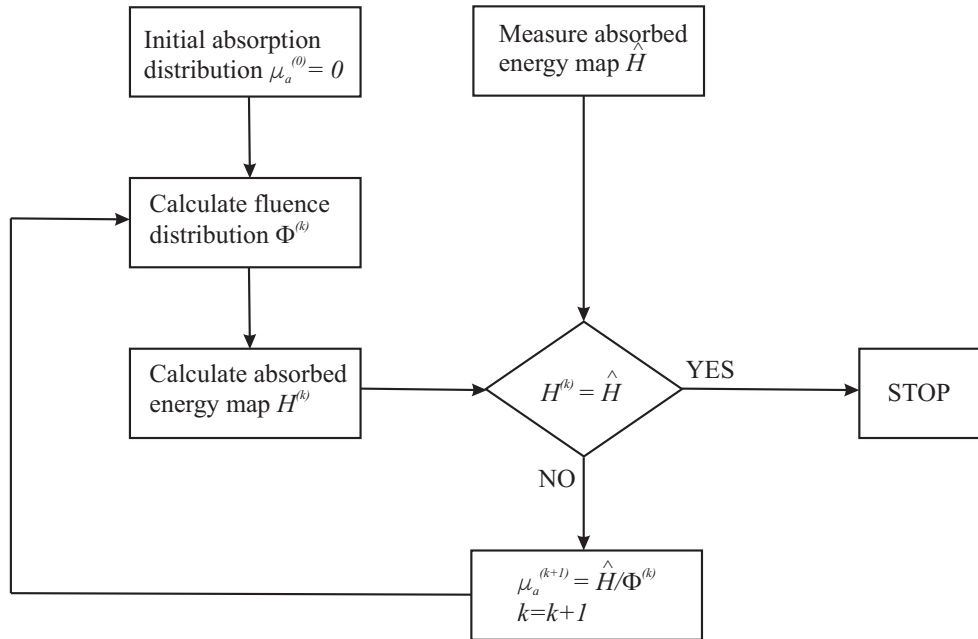 Initial absorption
distribution μₐ⁽⁰⁾= 0
Measure absorbed
energy map Ĥ
Calculate fluence
distribution Φ⁽ᵏ⁾
Calculate absorbed
energy map H⁽ᵏ⁾
H⁽ᵏ⁾ = Ĥ
YES
STOP
NO
μₐ⁽ᵏ⁺¹⁾ = Ĥ/Φ⁽ᵏ⁾
k=k+1